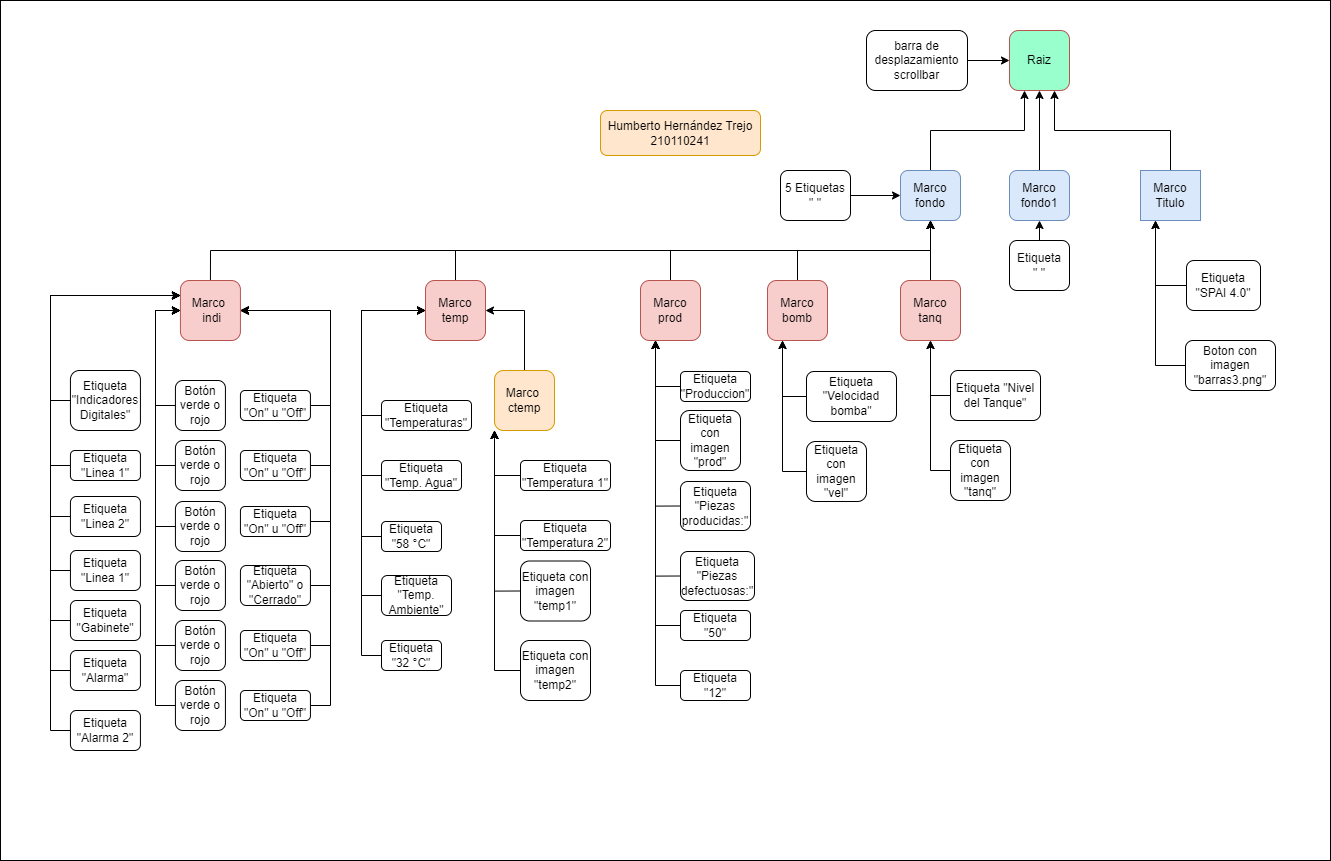 barra de
desplazamiento
scrollbar
Raiz
Humberto Hernández Trejo
210110241
5 Etiquetas
" "
Marco
fondo
Marco
fondo1
Marco
Titulo
Etiqueta
" "
Etiqueta
"SPAI 4.0"
Boton con
imagen
"barras3.png"
Marco
indi
Marco
temp
Marco
prod
Marco
bomb
Marco
tanq
Etiqueta
"Indicadores
Digitales"
Etiqueta
"Linea 1"
Etiqueta
"Linea 2"
Etiqueta
"Linea 1"
Etiqueta
"Gabinete"
Etiqueta
"Alarma"
Etiqueta
"Alarma 2"
Botón
verde o
rojo
Botón
verde o
rojo
Botón
verde o
rojo
Botón
verde o
rojo
Botón
verde o
rojo
Botón
verde o
rojo
Etiqueta
"On" u "Off"
Etiqueta
"On" u "Off"
Etiqueta
"On" u "Off"
Etiqueta
"Abierto" o
"Cerrado"
Etiqueta
"On" u "Off"
Etiqueta
"On" u "Off"
Etiqueta
"Temperaturas"
Etiqueta
"Temp. Agua"
Etiqueta
"58 °C"
Etiqueta
"Temp.
Ambiente"
Etiqueta
"32 °C"
Marco
ctemp
Etiqueta
"Temperatura 1"
Etiqueta
"Temperatura 2"
Etiqueta con
imagen
"temp1"
Etiqueta con
imagen
"temp2"
Etiqueta
"Produccion"
Etiqueta
con
imagen
"prod"
Etiqueta
"Piezas
producidas:"
Etiqueta
"Piezas
defectuosas:"
Etiqueta
"50"
Etiqueta
"12"
Etiqueta
"Velocidad
bomba"
Etiqueta
con
imagen
"vel"
Etiqueta "Nivel
del Tanque"
Etiqueta
con
imagen
"tanq"